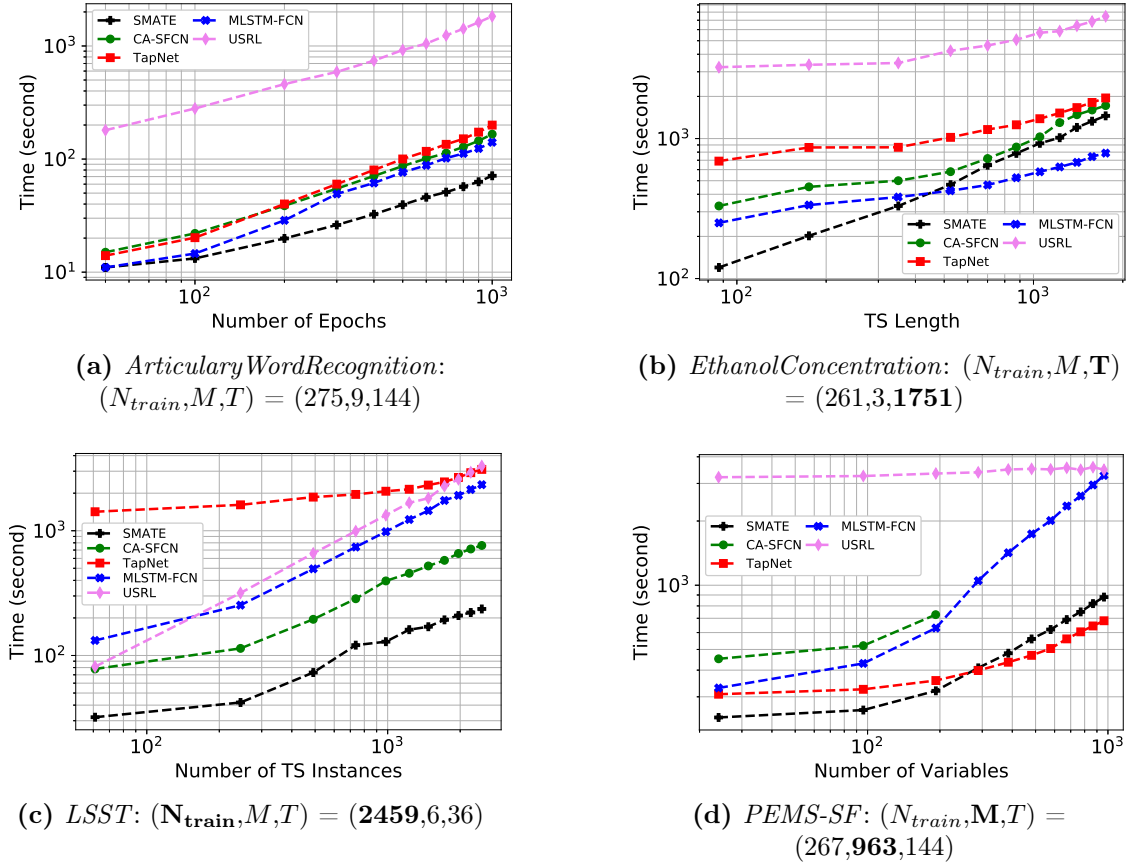 10³
10²
10¹
Time (second)
SMATE
CA-SFCN
TapNet
MLSTM-FCN
USRL
10²
10³
Number of Epochs
(a) ArticularyWordRecognition:
(N_train,M,T) = (275,9,144)
10³
10²
Time (second)
SMATE
CA-SFCN
TapNet
MLSTM-FCN
USRL
10²
10³
TS Length
(b) EthanolConcentration: (N_train,M,T)
= (261,3,1751)
10³
10²
Time (second)
SMATE
CA-SFCN
TapNet
MLSTM-FCN
USRL
10²
10³
Number of TS Instances
(c) LSST: (N_train,M,T) = (2459,6,36)
10³
Time (second)
SMATE
CA-SFCN
TapNet
MLSTM-FCN
USRL
10²
10³
Number of Variables
(d) PEMS-SF: (N_train,M,T) =
(267,963,144)